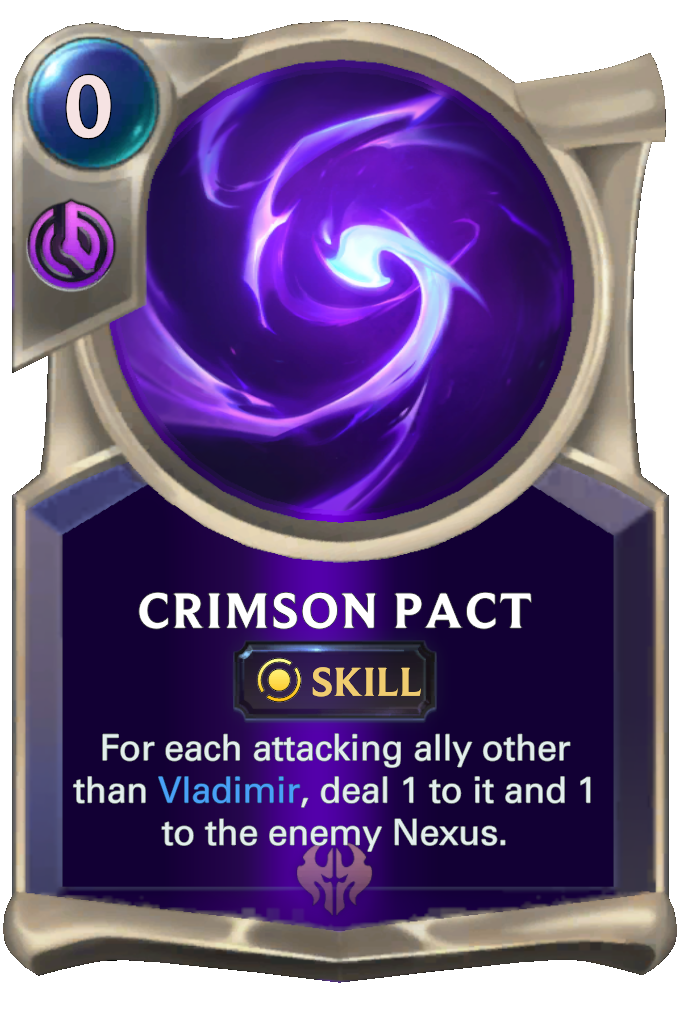 0
CRIMSON PACT
SKILL
For each attacking ally other
than Vladimir, deal 1 to it and 1
to the enemy Nexus.